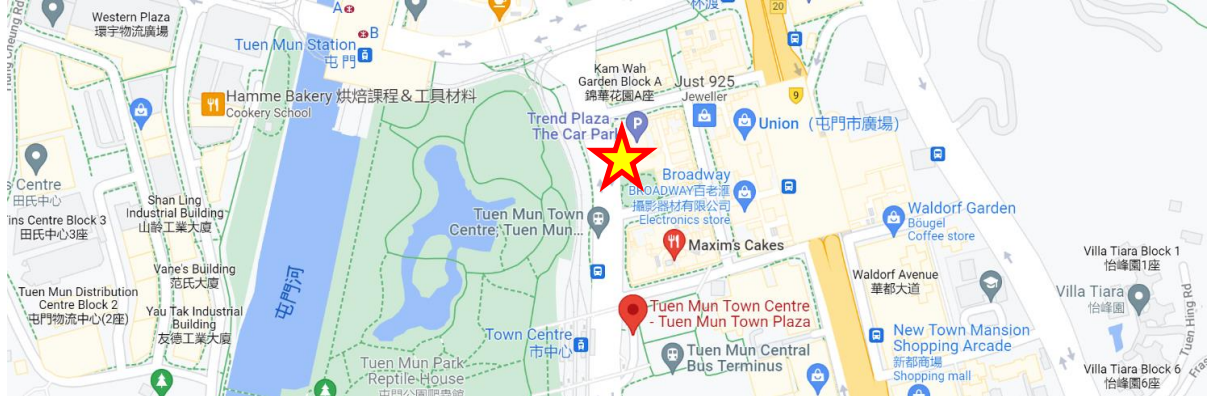 Western Plaza
環宇物流廣場
A
B
Tuen Mun Station
屯門
20
9
Kam Wah
Garden Block A
錦華花園A座
Just 925
Jeweller
Hamme Bakery 烘焙課程＆工具材料
Cookery School
Trend Plaza
The Car Park
P
Union（屯門市廣場）
s Centre
田氏中心
Tins Centre Block 3
田氏中心3座
Shan Ling
Industrial Building
山齡工業大廈
Broadway
BROADWAY百老滙
攝影器材有限公司
Electronics store
Tuen Mun Town
Centre; Tuen Mun...
Waldorf Garden
Bougel
Coffee store
Maxim's Cakes
Vane's Building
范氏大廈
屯門河
Waldorf Avenue
華都大道
Villa Tiara Block 1
怡峰園1座
Villa Tiara
怡峰園
Tuen Hing Rd
Tuen Mun Distribution
Centre Block 2
屯門物流中心(2座)
Yau Tak Industrial
Building
友德工業大廈
Tuen Mun Town Centre
- Tuen Mun Town Plaza
Town Centre
市中心
Tuen Mun Central
Bus Terminus
New Town Mansion
Shopping Arcade
新都商場
Shopping mall
Tuen Mun Park
Reptile House
Villa Tiara Block 6
怡峰園6座